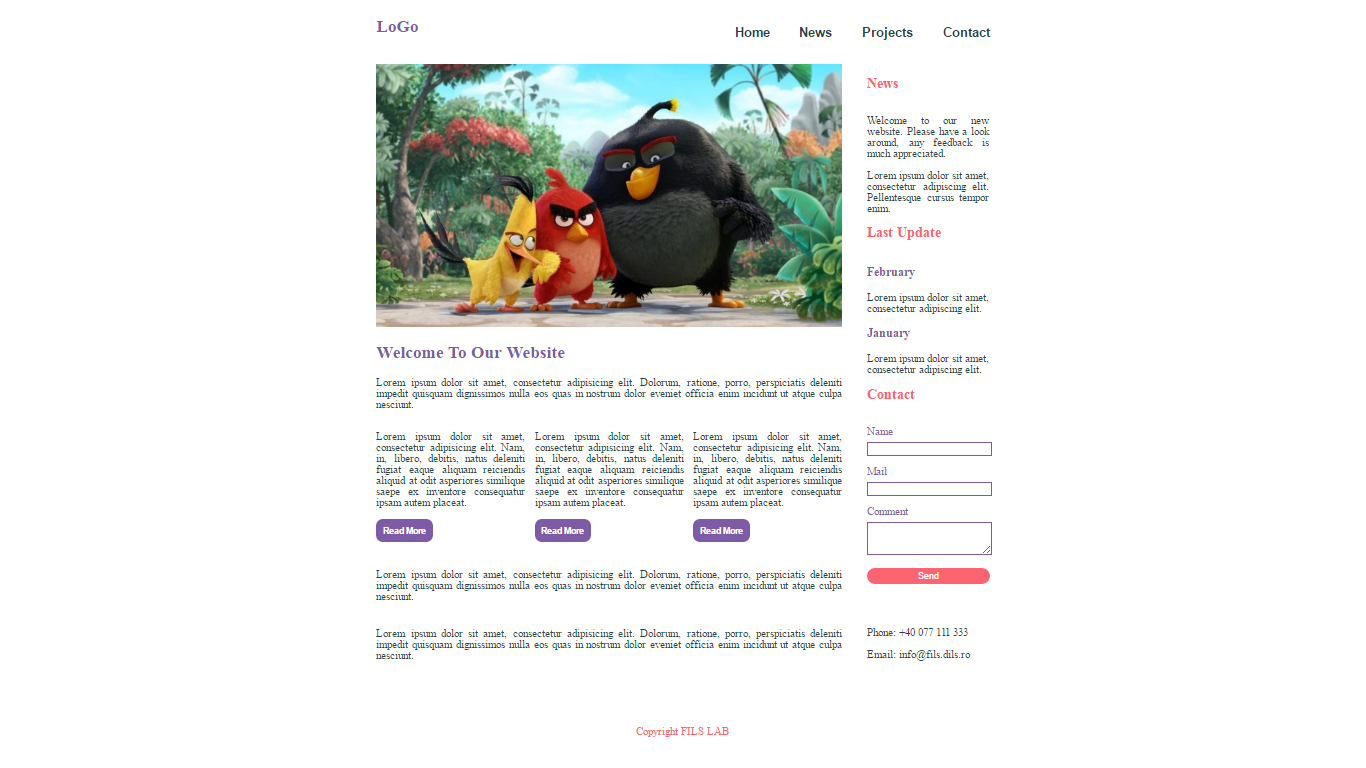 LoGo
Home News Projects Contact
Welcome To Our Website
Lorem ipsum dolor sit amet, consectetur adipisicing elit. Dolorum, ratione, porro, perspiciatis deleniti
impedit quisquam dignissimos nulla eos quas in nostrum dolor eveniet officia enim incidunt ut atque culpa
nesciunt.
Lorem ipsum dolor sit amet,
consectetur adipisicing elit. Nam,
in, libero, debitis, natus deleniti
fugiat eaque aliquam reiciendis
aliquid at odit asperiores similique
saepe ex inventore consequatur
ipsam autem placeat.
Read More
Lorem ipsum dolor sit amet,
consectetur adipisicing elit. Nam,
in, libero, debitis, natus deleniti
fugiat eaque aliquam reiciendis
aliquid at odit asperiores similique
saepe ex inventore consequatur
ipsam autem placeat.
Read More
Lorem ipsum dolor sit amet,
consectetur adipisicing elit. Nam,
in, libero, debitis, natus deleniti
fugiat eaque aliquam reiciendis
aliquid at odit asperiores similique
saepe ex inventore consequatur
ipsam autem placeat.
Read More
Lorem ipsum dolor sit amet, consectetur adipisicing elit. Dolorum, ratione, porro, perspiciatis deleniti
impedit quisquam dignissimos nulla eos quas in nostrum dolor eveniet officia enim incidunt ut atque culpa
nesciunt.
Lorem ipsum dolor sit amet, consectetur adipisicing elit. Dolorum, ratione, porro, perspiciatis deleniti
impedit quisquam dignissimos nulla eos quas in nostrum dolor eveniet officia enim incidunt ut atque culpa
nesciunt.
News
Welcome to our new
website. Please have a look
around, any feedback is
much appreciated.
Lorem ipsum dolor sit amet,
consectetur adipiscing elit.
Pellentesque cursus tempor
enim.
Last Update
February
Lorem ipsum dolor sit amet,
consectetur adipiscing elit.
January
Lorem ipsum dolor sit amet,
consectetur adipiscing elit.
Contact
Name
Mail
Comment
Send
Phone: +40 077 111 333
Email: info@fils.dils.ro
Copyright FILS LAB